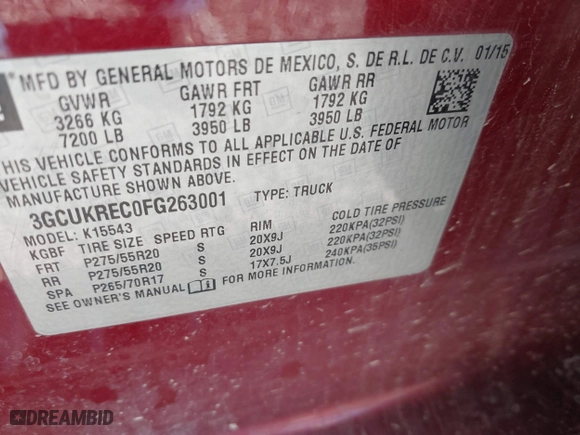 MFD BY GENERAL MOTORS DE MEXICO, S. DE R.L. DE C.V. 01/15
GVWR GAWR FRT GAWR RR
3266 KG 1792 KG 1792 KG
7200 LB 3950 LB 3950 LB
THIS VEHICLE CONFORMS TO ALL APPLICABLE U.S. FEDERAL MOTOR
VEHICLE SAFETY STANDARDS IN EFFECT ON THE DATE OF
MANUFACTURE SHOWN ABOVE.
3GCUKREC0FG263001 TYPE: TRUCK
MODEL: K15543
KGBF TIRE SIZE SPEED RTG RIM COLD TIRE PRESSURE
FRT P275/55R20 S 20X9J 220KPA(32PSI)
RR P275/55R20 S 20X9J 220KPA(32PSI)
SPA P265/70R17 S 17X7.5J 240KPA(35PSI)
SEE OWNER'S MANUAL FOR MORE INFORMATION
DREAMBID